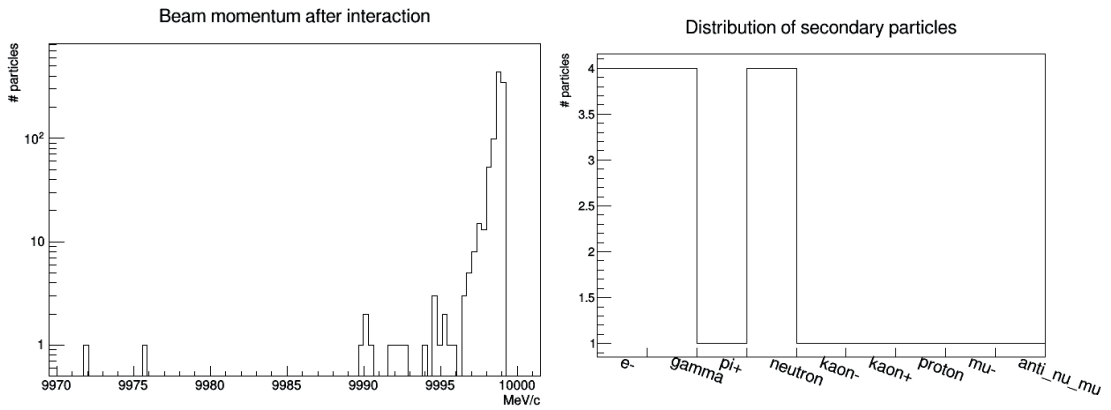 Beam momentum after interaction
# particles
10²
10
1
9970 9975 9980 9985 9990 9995 10000
MeV/c
Distribution of secondary particles
# particles
4
3.5
3
2.5
2
1.5
1
e- gamma pi+ neutron kaon- kaon+ proton mu- anti_nu_mu